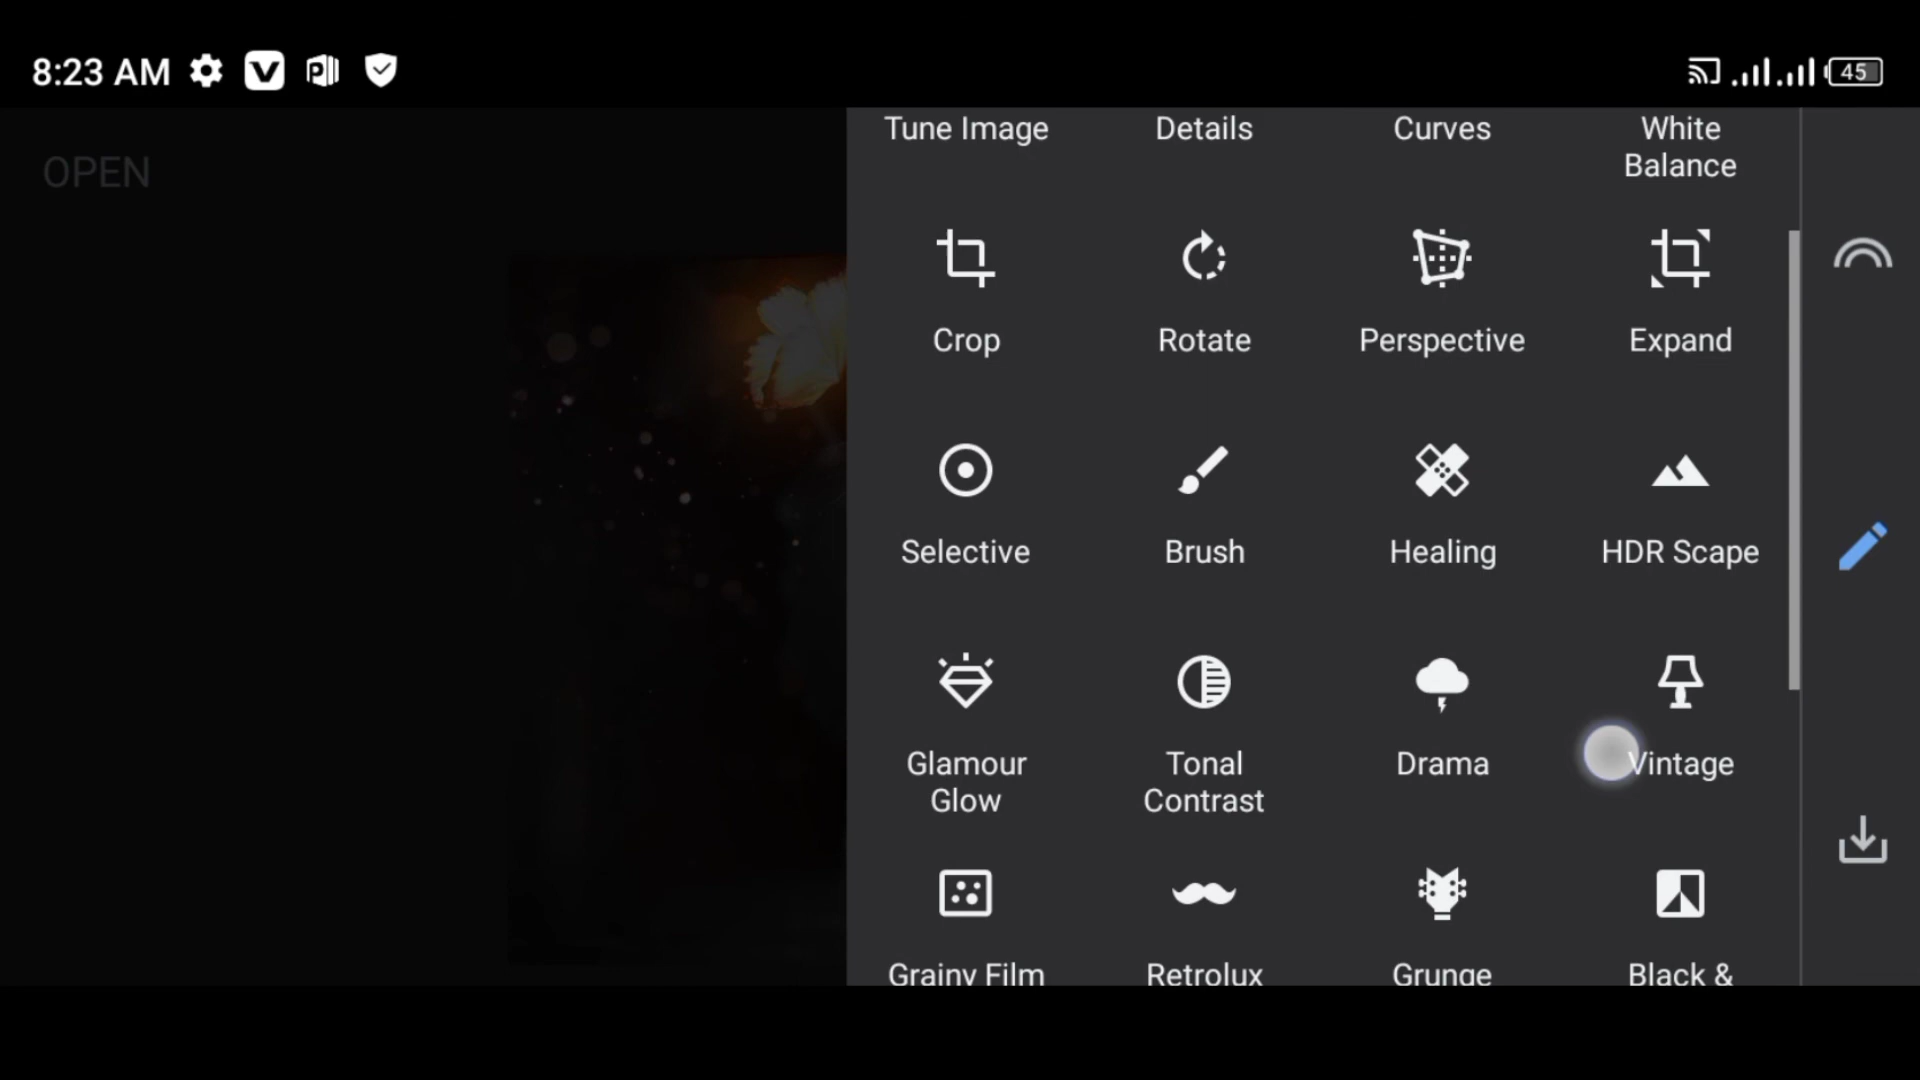 8:23 AM
45
OPEN
Tune Image
Details
Curves
White
Balance
Crop
Rotate
Perspective
Expand
Selective
Brush
Healing
HDR Scape
Glamour
Glow
Tonal
Contrast
Drama
Vintage
Grainy Film
Retrolux
Grunge
Black &